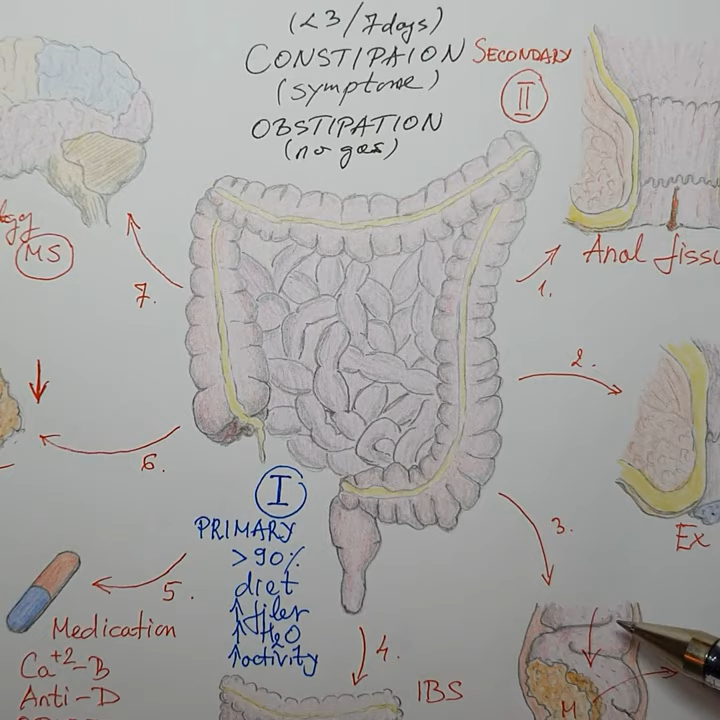 (<3/7days)
CONSTIPAION
(symptome)
OBSTIPATION
(no gas)
SECONDARY
II
Anal fissu
1.
2.
Ex
3.
M
4.
IBS
I
PRIMARY
>90%
diet
↑fiber
↑H2O
↑activity
5.
Medication
Ca+2-B
Anti-D
6.
7.
MS